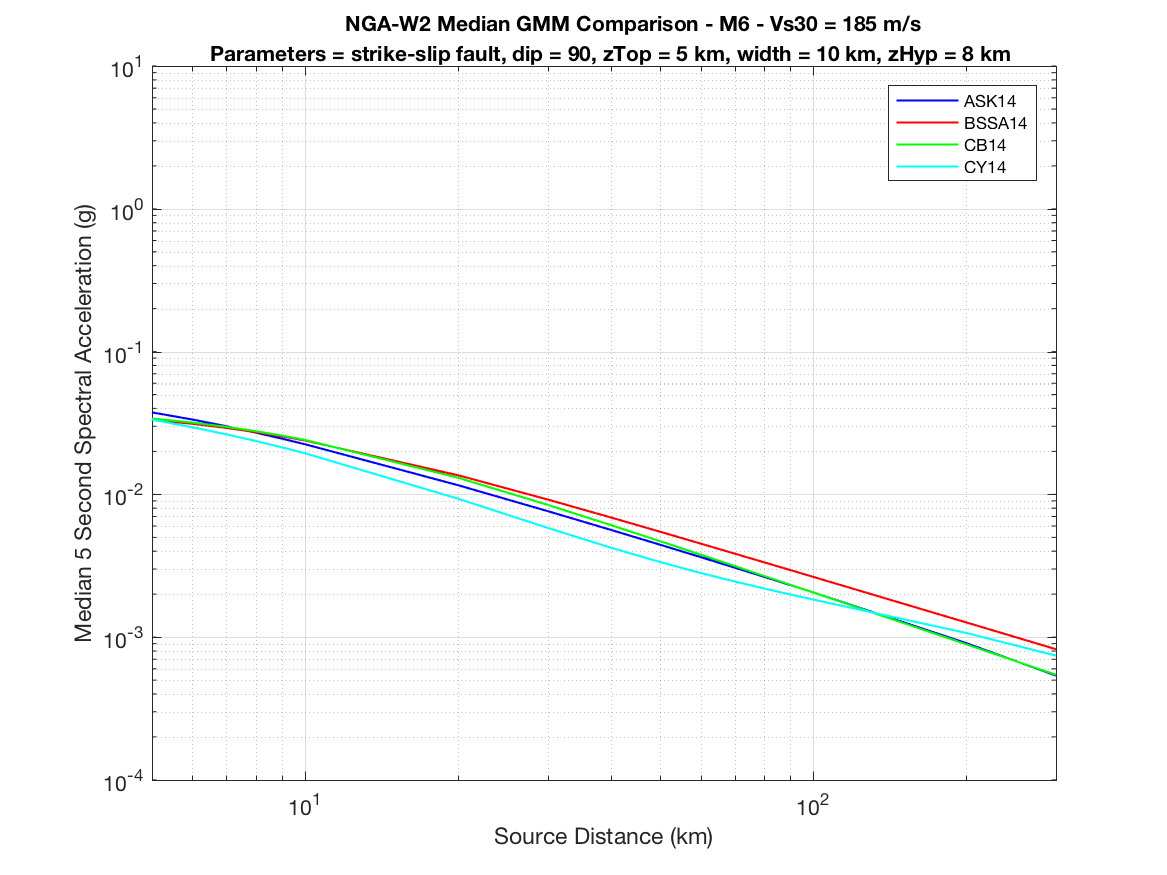 NGA-W2 Median GMM Comparison - M6 - Vs30 = 185 m/s
Parameters = strike-slip fault, dip = 90, zTop = 5 km, width = 10 km, zHyp = 8 km
10^1
10^0
10^-1
10^-2
10^-3
10^-4
Median 5 Second Spectral Acceleration (g)
ASK14
BSSA14
CB14
CY14
10^1
10^2
Source Distance (km)